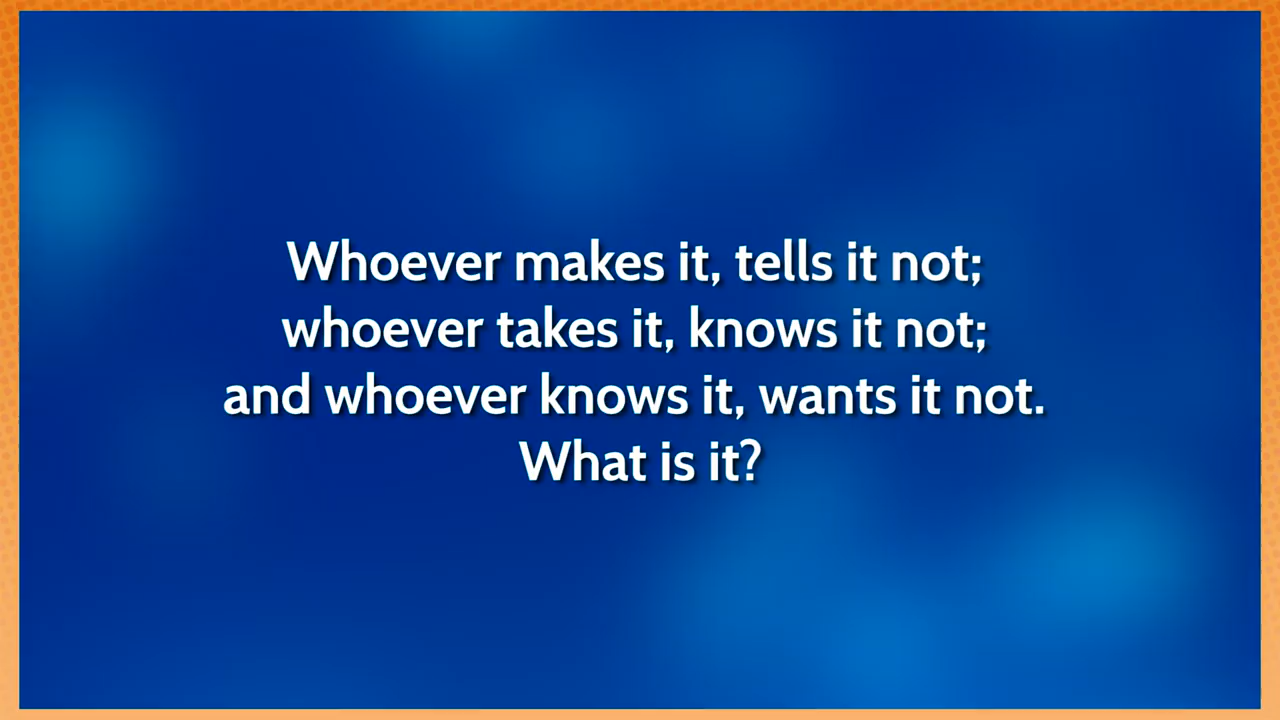 Whoever makes it, tells it not;
whoever takes it, knows it not;
and whoever knows it, wants it not.
What is it?